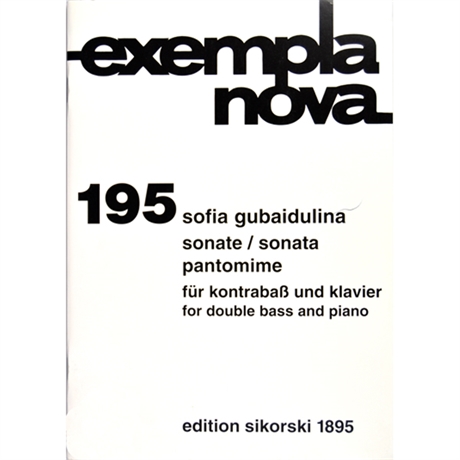 exempla
nova
195 sofia gubaidulina
sonate / sonata
pantomime
für kontrabaß und klavier
for double bass and piano
edition sikorski 1895